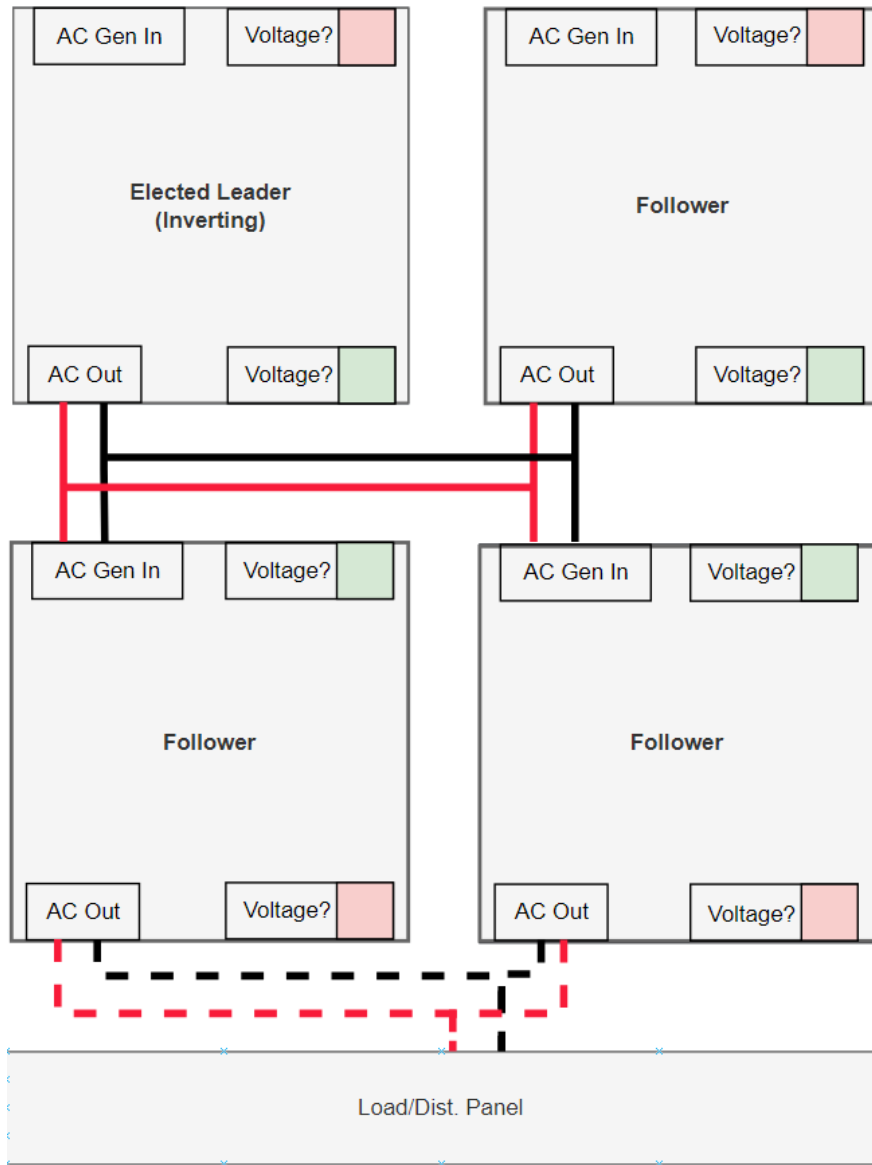 AC Gen In
Voltage?
AC Gen In
Voltage?
Elected Leader
(Inverting)
Follower
AC Out
Voltage?
AC Out
Voltage?
AC Gen In
Voltage?
AC Gen In
Voltage?
Follower
Follower
AC Out
Voltage?
AC Out
Voltage?
Load/Dist. Panel